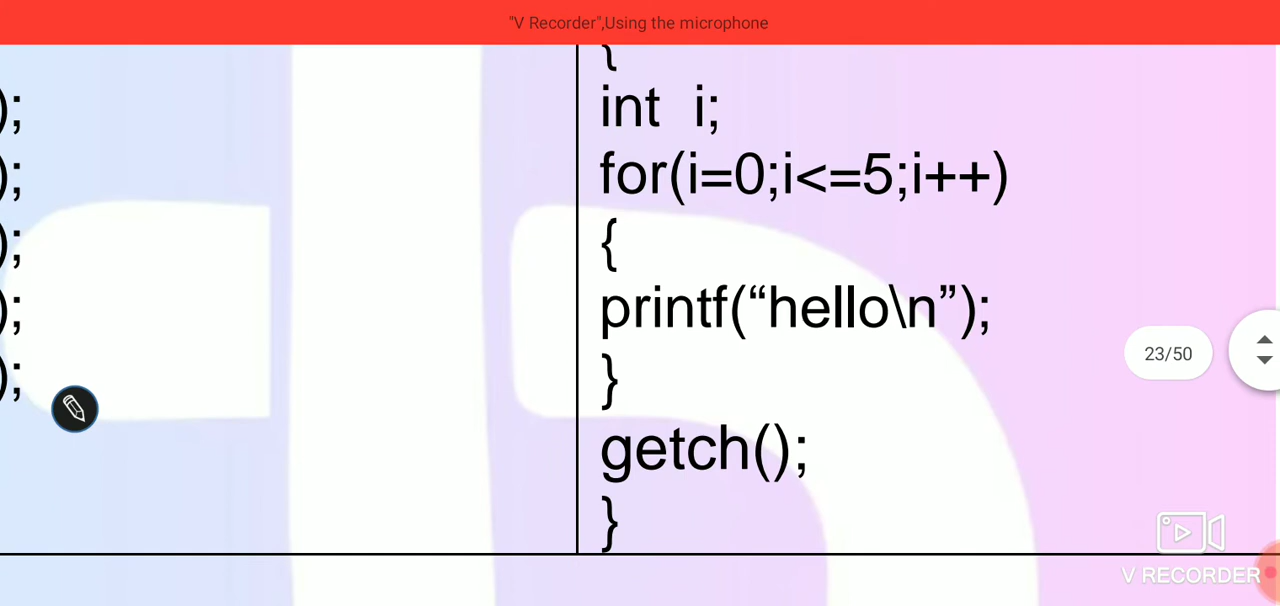 "V Recorder",Using the microphone
{
int i;
for(i=0;i<=5;i++)
{
printf(“hello\n”);
}
getch();
}
);
);
);
);
);
23/50
V RECORDER